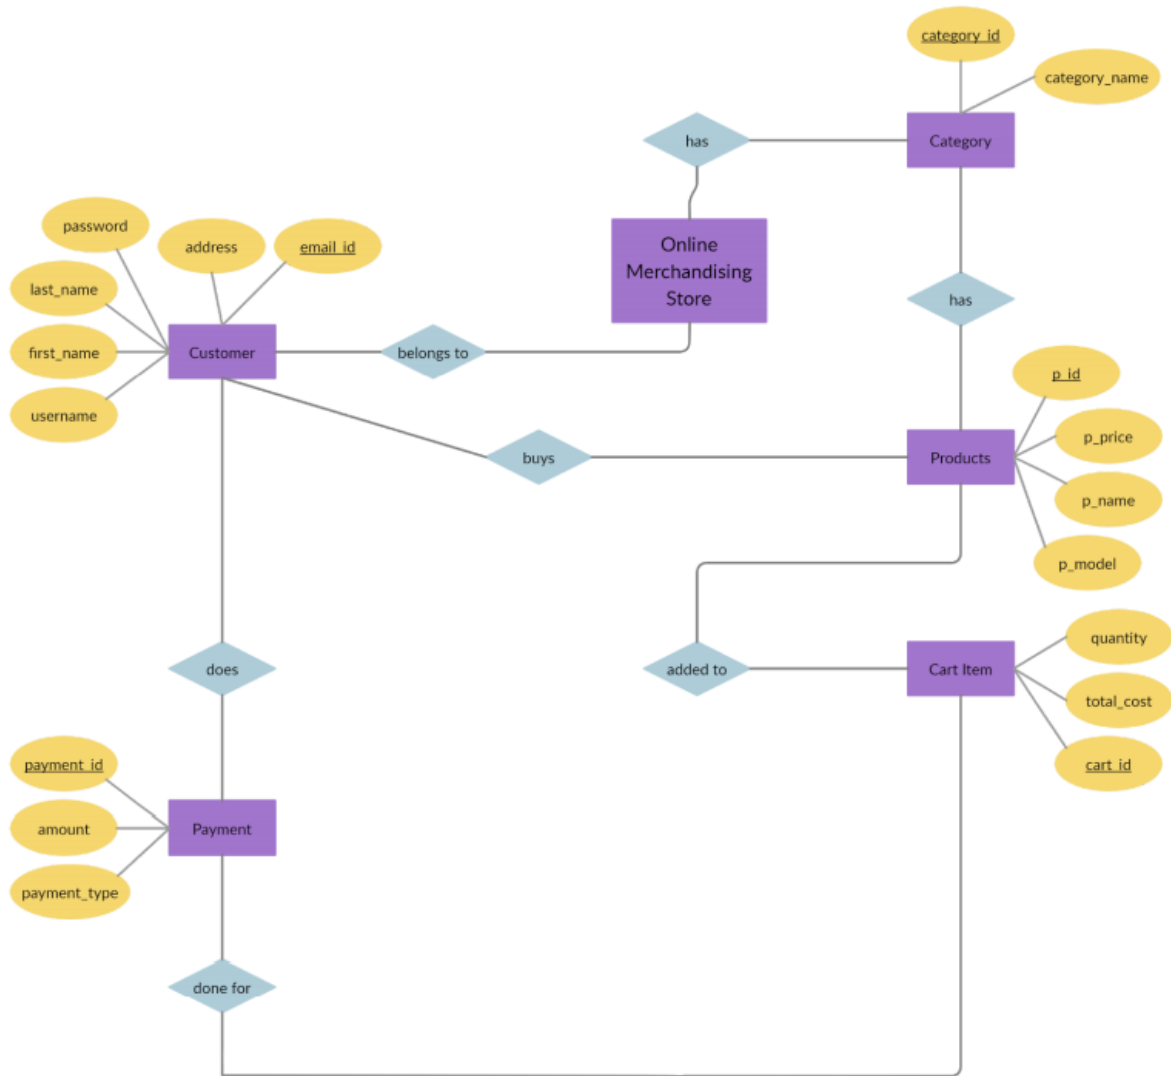 category_id
category_name
has
Category
password
address
email_id
Online
Merchandising
Store
last_name
has
first_name
Customer
belongs to
p_id
username
p_price
buys
Products
p_name
p_model
quantity
does
added to
Cart Item
total_cost
payment_id
cart_id
amount
Payment
payment_type
done for